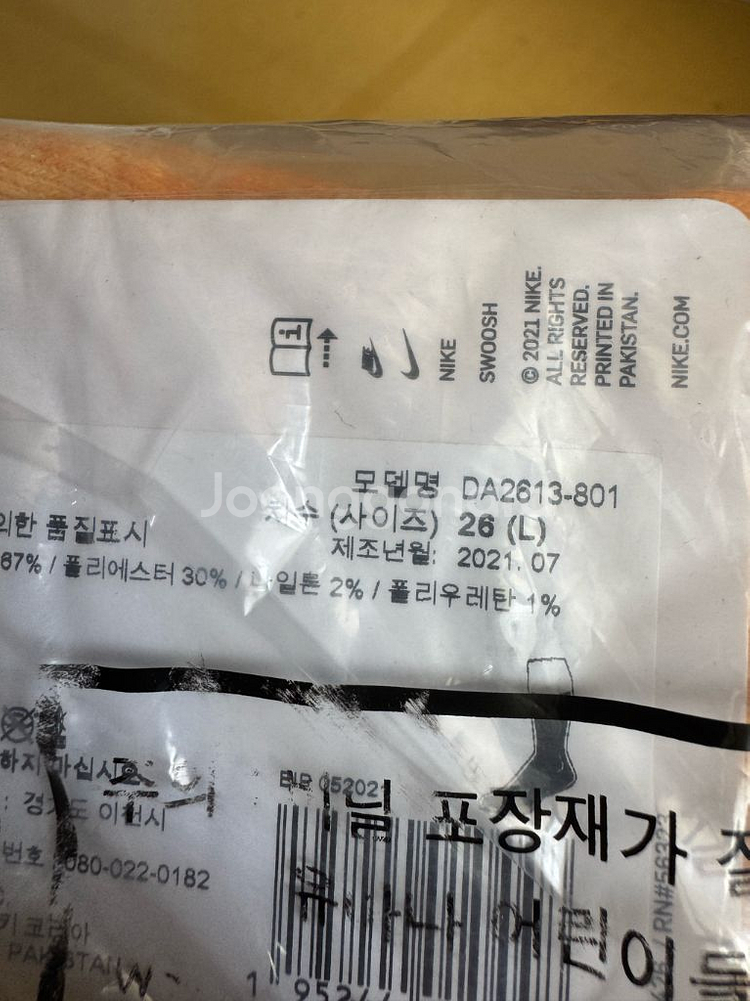 NIKE
SWOOSH
© 2021 NIKE.
ALL RIGHTS
RESERVED.
PRINTED IN
PAKISTAN.
NIKE.COM
모델명 DA2613-801
(사이즈) 26 (L)
제조년월: 2021. 07
의한 품질표시
67% / 폴리에스터 30% / 나일론 2% / 폴리우레탄 1%
하지 마십시오
: 경기도 이천시
번호 080-022-0182
키 코리아
PAKISTAN
포장재가
RN#56323
W
1 95244